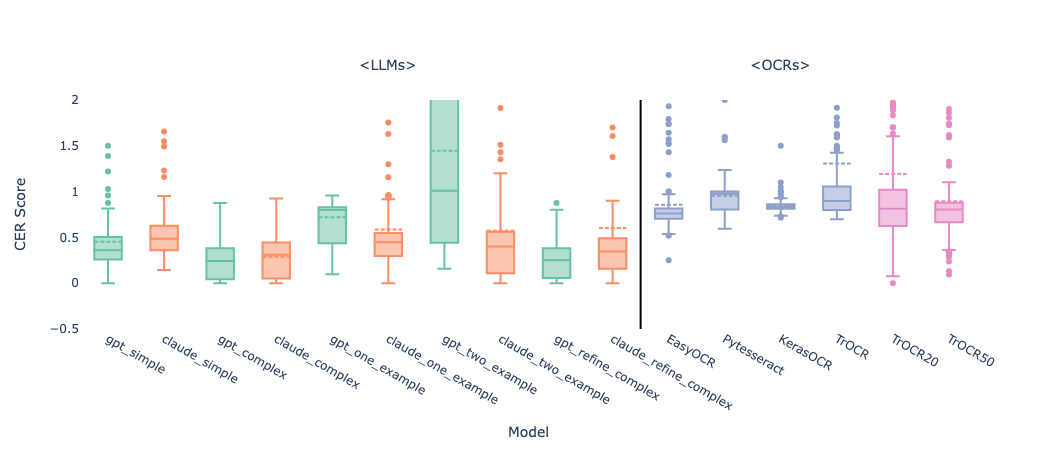 <LLMs>
<OCRs>
CER Score
2
1.5
1
0.5
0
−0.5
gpt_simple
claude_simple
gpt_complex
claude_complex
gpt_one_example
claude_one_example
gpt_two_example
claude_two_example
gpt_refine_complex
claude_refine_complex
EasyOCR
Pytesseract
KerasOCR
TrOCR
TrOCR20
TrOCR50
Model